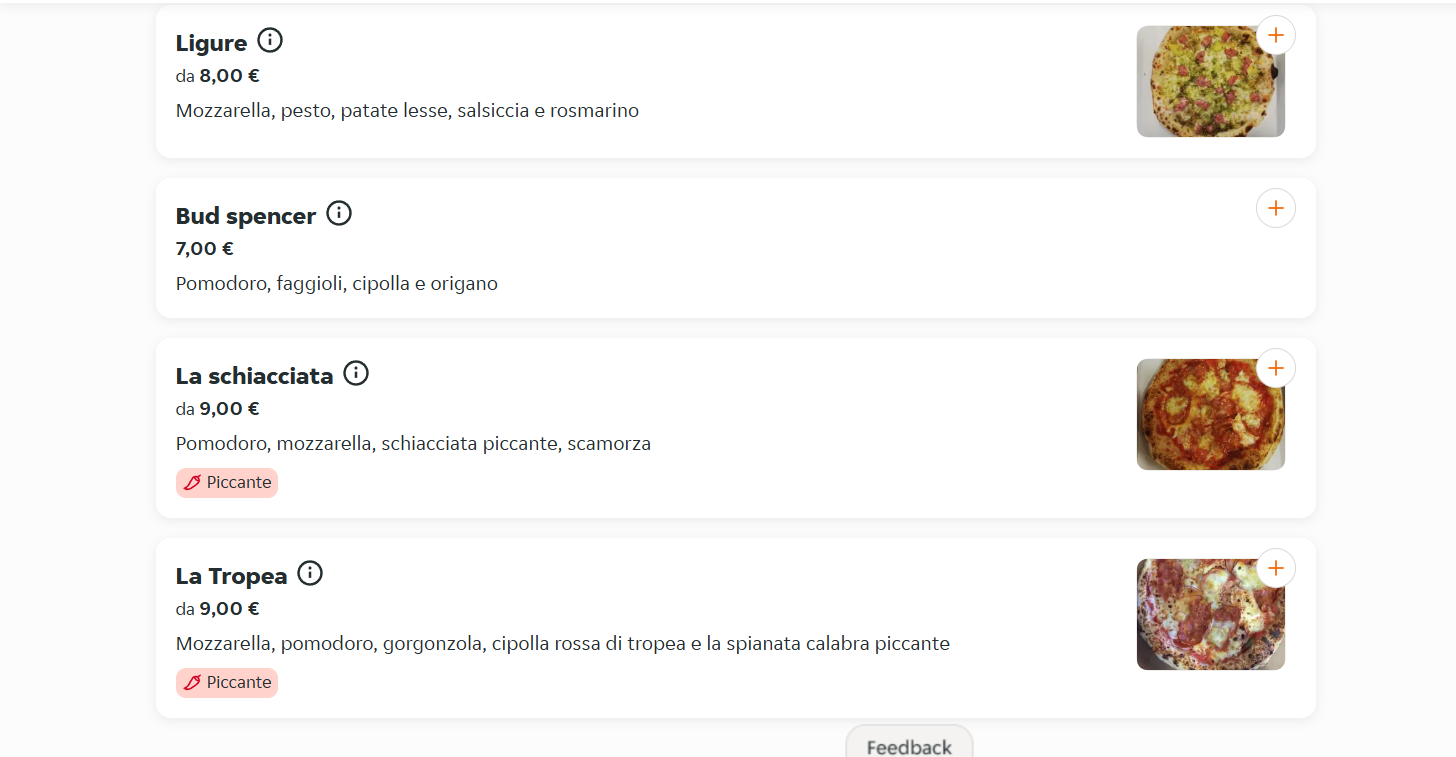 Ligure
da 8,00 €
Mozzarella, pesto, patate lesse, salsiccia e rosmarino
Bud spencer
7,00 €
Pomodoro, faggioli, cipolla e origano
La schiacciata
da 9,00 €
Pomodoro, mozzarella, schiacciata piccante, scamorza
Piccante
La Tropea
da 9,00 €
Mozzarella, pomodoro, gorgonzola, cipolla rossa di tropea e la spianata calabra piccante
Piccante
Feedback